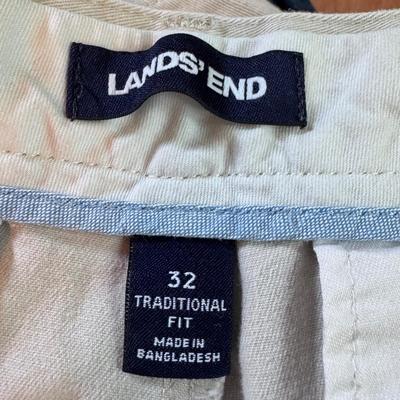 LANDS' END
32
TRADITIONAL
FIT
MADE IN
BANGLADESH